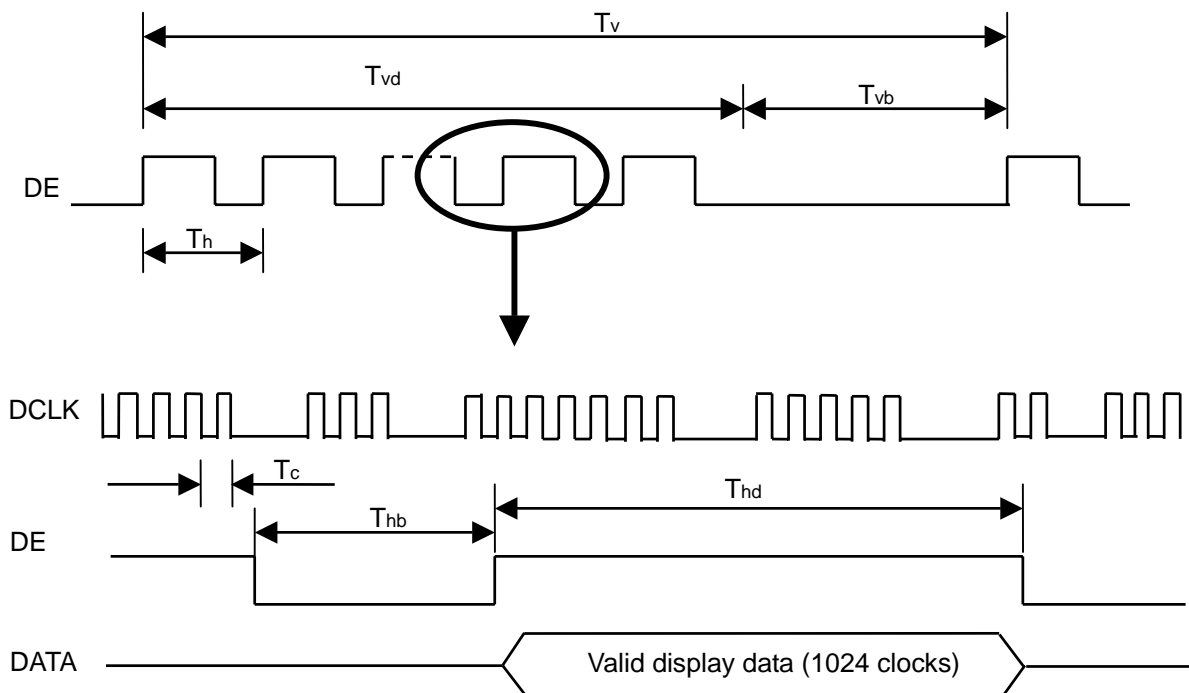 Tv
Tvd
Tvb
DE
Th
DCLK
Tc
Thd
Thb
DE
DATA
Valid display data (1024 clocks)